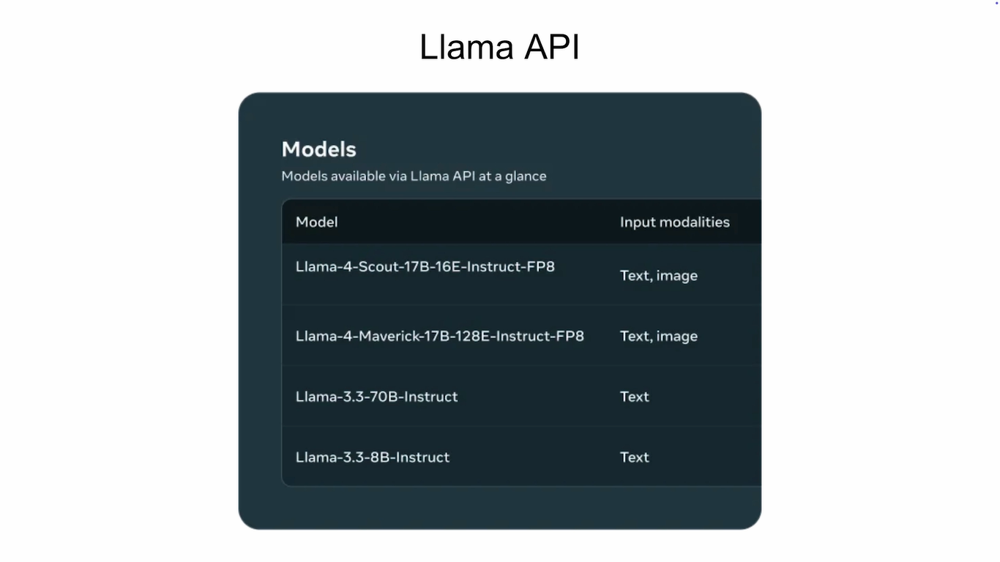 Llama API
Models
Models available via Llama API at a glance
Model Input modalities
Llama-4-Scout-17B-16E-Instruct-FP8 Text, image
Llama-4-Maverick-17B-128E-Instruct-FP8 Text, image
Llama-3.3-70B-Instruct Text
Llama-3.3-8B-Instruct Text